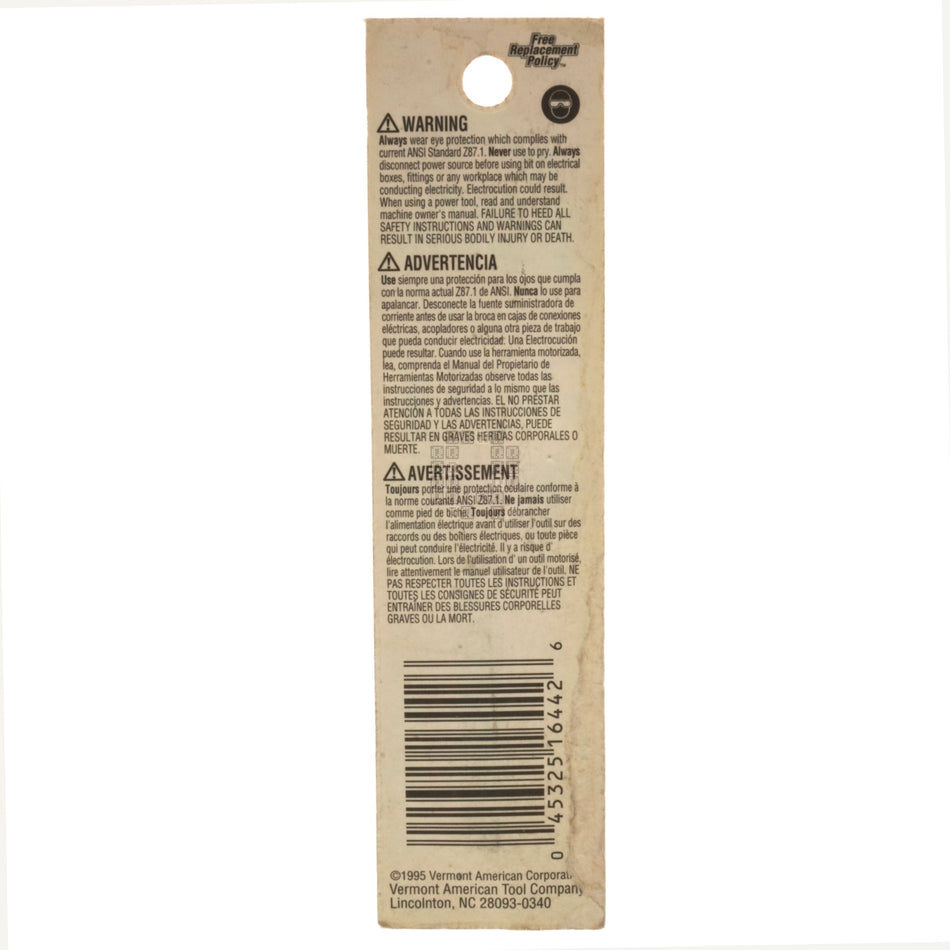 Free
Replacement
Policy™
WARNING
Always wear eye protection which complies with
current ANSI Standard Z87.1. Never use to pry. Always
disconnect power source before using bit on electrical
boxes, fittings or any workplace which may be
conducting electricity. Electrocution could result.
When using a power tool, read and understand
machine owner's manual. FAILURE TO HEED ALL
SAFETY INSTRUCTIONS AND WARNINGS CAN
RESULT IN SERIOUS BODILY INJURY OR DEATH.
ADVERTENCIA
Use siempre una protección para los ojos que cumpla
con la norma actual Z87.1 de ANSI. Nunca lo use para
apalancar. Desconecte la fuente suministradora de
corriente antes de usar la broca en cajas de conexiones
eléctricas, acopladores o alguna otra pieza de trabajo
que pueda conducir electricidad: Una Electrocución
puede resultar. Cuando use la herramienta motorizada,
lea, comprenda el Manual del Propietario de
Herramientas Motorizadas observe todas las
instrucciones de seguridad a lo mismo que las
instrucciones y advertencias. EL NO PRESTAR
ATENCIÓN A TODAS LAS INSTRUCCIONES DE
SEGURIDAD Y LAS ADVERTENCIAS, PUEDE
RESULTAR EN GRAVES HERIDAS CORPORALES O
MUERTE.
AVERTISSEMENT
Toujours porter une protection oculaire conforme à
la norme courante ANSI Z87.1. Ne jamais utiliser
comme pied de biche. Toujours débrancher
l'alimentation électrique avant d'utiliser l'outil sur des
raccords ou des boîtiers électriques, ou toute pièce
qui peut conduire l'électricité. Il y a risque d'
électrocution. Lors de l'utilisation d' un outil motorisé,
lire attentivement le manuel utilisateur de l'outil. NE
PAS RESPECTER TOUTES LES INSTRUCTIONS ET
TOUTES LES CONSIGNES DE SÉCURITÉ PEUT
ENTRAÎNER DES BLESSURES CORPORELLES
GRAVES OU LA MORT.
0 45325 16442 6
©1995 Vermont American Corporati
Vermont American Tool Company
Lincolnton, NC 28093-0340